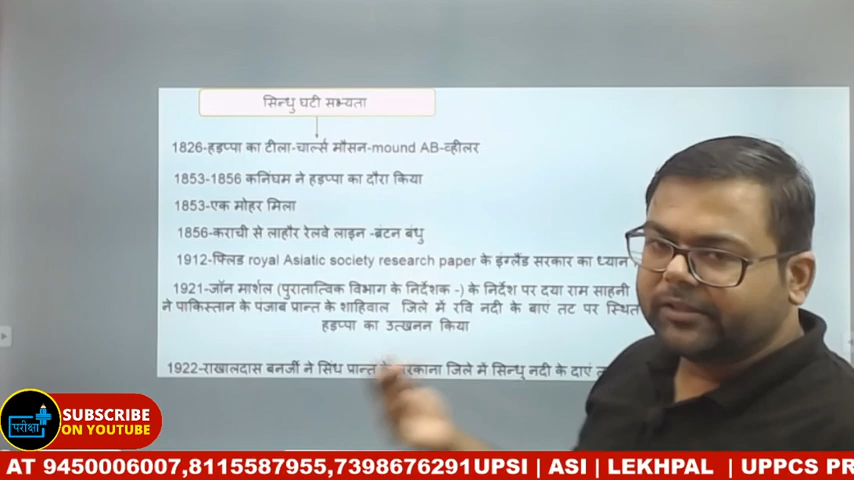 सिन्धु घटी सभ्यता
1826-हड़प्पा का टीला-चार्ल्स मौसन-mound AB-व्हीलर
1853-1856 कनिंघम ने हड़प्पा का दौरा किया
1853-एक मोहर मिला
1856-कराची से लाहौर रेलवे लाइन -ब्रंटन बंधु
1912-फ्लिड royal Asiatic society research paper के इंग्लैंड सरकार का ध्यान
1921-जॉन मार्शल (पुरातात्विक विभाग के निर्देशक -) के निर्देश पर दया राम साहनी
ने पाकिस्तान के पंजाब प्रान्त के शाहिवाल जिले में रवि नदी के बाएं तट पर स्थित
हड़प्पा का उत्खनन किया
1922-राखालदास बनर्जी ने सिंध प्रान्त जिले में सिन्धु नदी के दाएं
परीक्षा
SUBSCRIBE
ON YOUTUBE
AT 9450006007,8115587955,7398676291UPSI | ASI | LEKHPAL | UPPCS PR